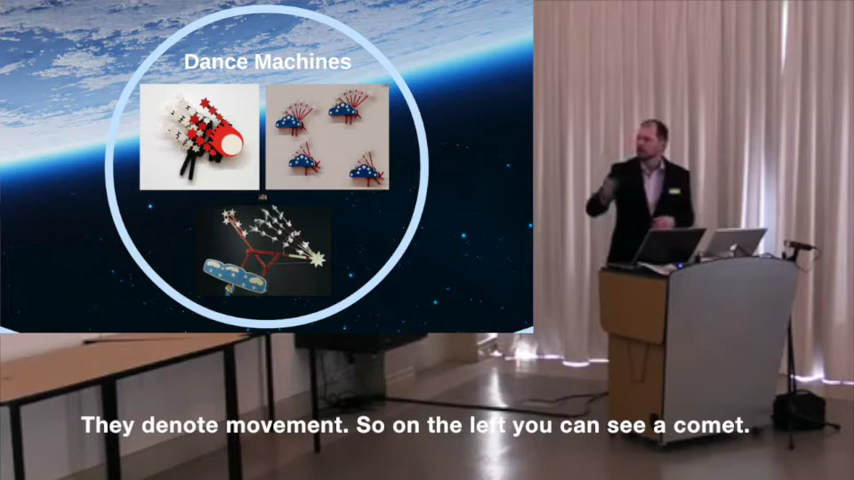 Dance Machines
They denote movement. So on the left you can see a comet.